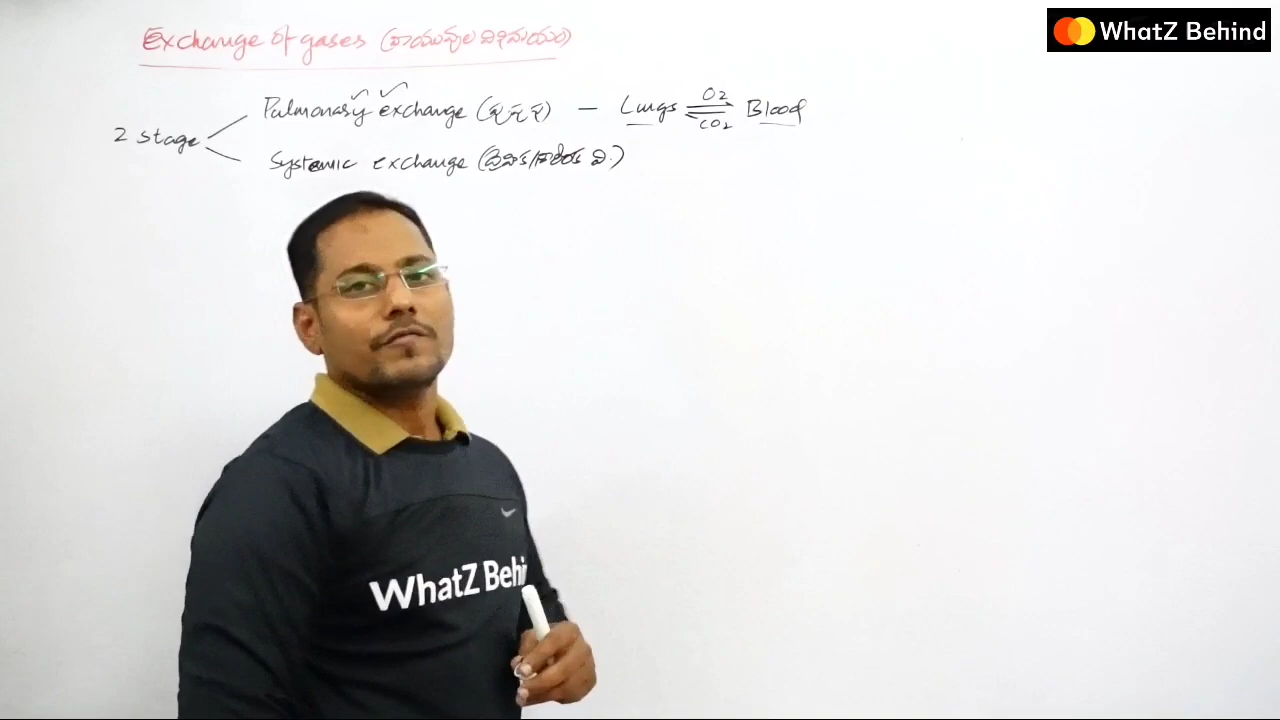 WhatZ Behind
Exchange of gases (వాయువుల వినిమయం)
2 stage
Pulmonary exchange - Lungs O2 CO2 Blood
Systemic exchange (దైహిక/
WhatZ Behi